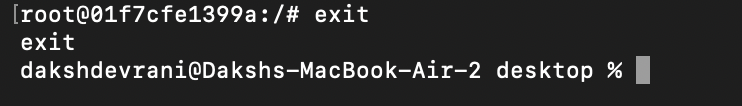 [root@01f7cfe1399a:/# exit
exit
dakshdevrani@Dakshs-MacBook-Air-2 desktop %